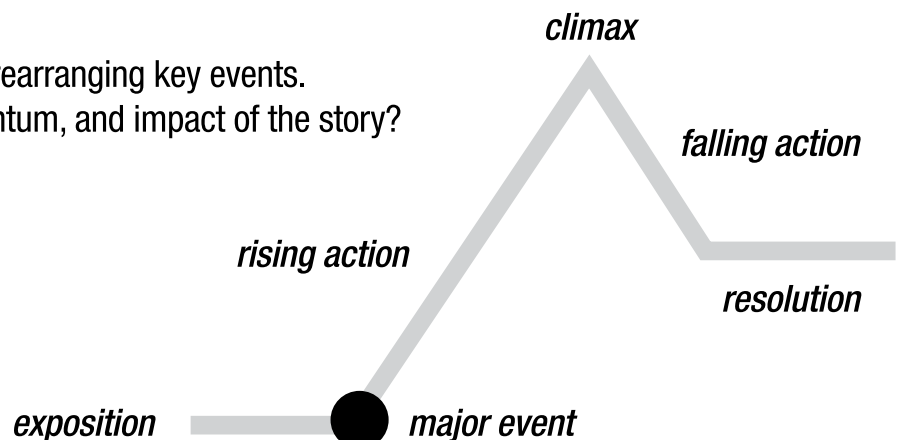 climax
rearranging key events.
ntum, and impact of the story?
falling action
rising action
resolution
exposition
major event